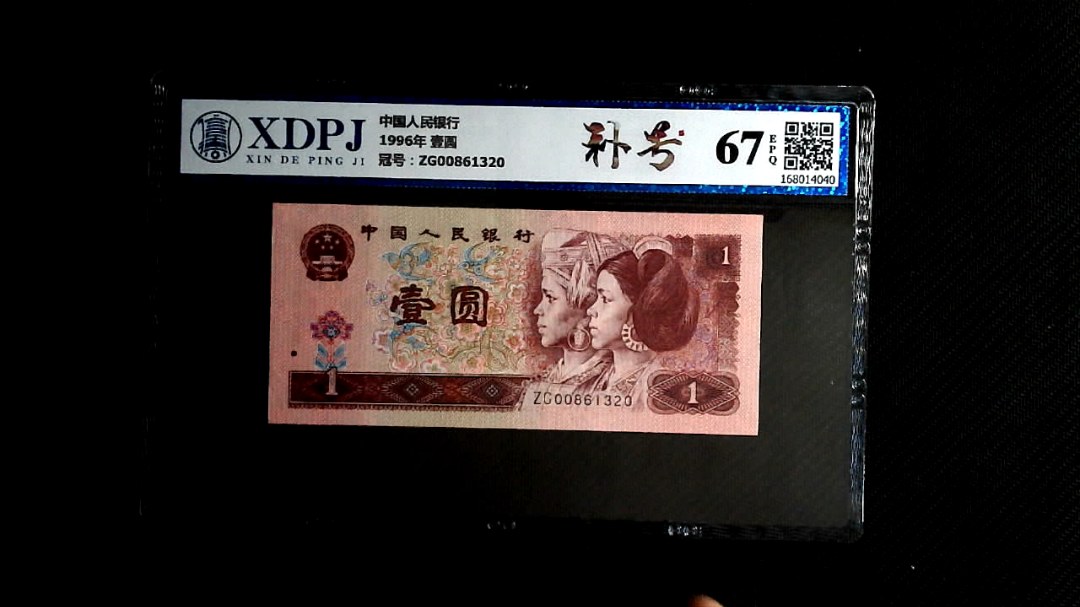 XDPJ
XIN DE PING JI
中国人民银行
1996年 壹圆
冠号：ZG00861320
补号
67
EPQ
168014040
中国人民银行
1
壹圆
1
ZG00861320
1